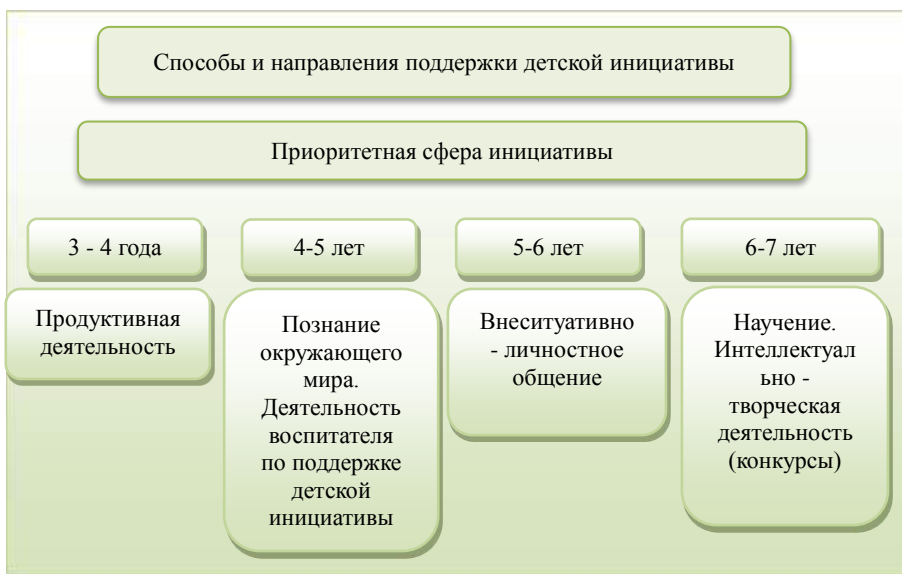 Способы и направления поддержки детской инициативы
Приоритетная сфера инициативы
3 - 4 года
4-5 лет
5-6 лет
6-7 лет
Продуктивная
деятельность
Познание
окружающего
мира.
Деятельность
воспитателя
по поддержке
детской
инициативы
Внеситуативно
- личностное
общение
Научение.
Интеллектуал
ьно -
творческая
деятельность
(конкурсы)